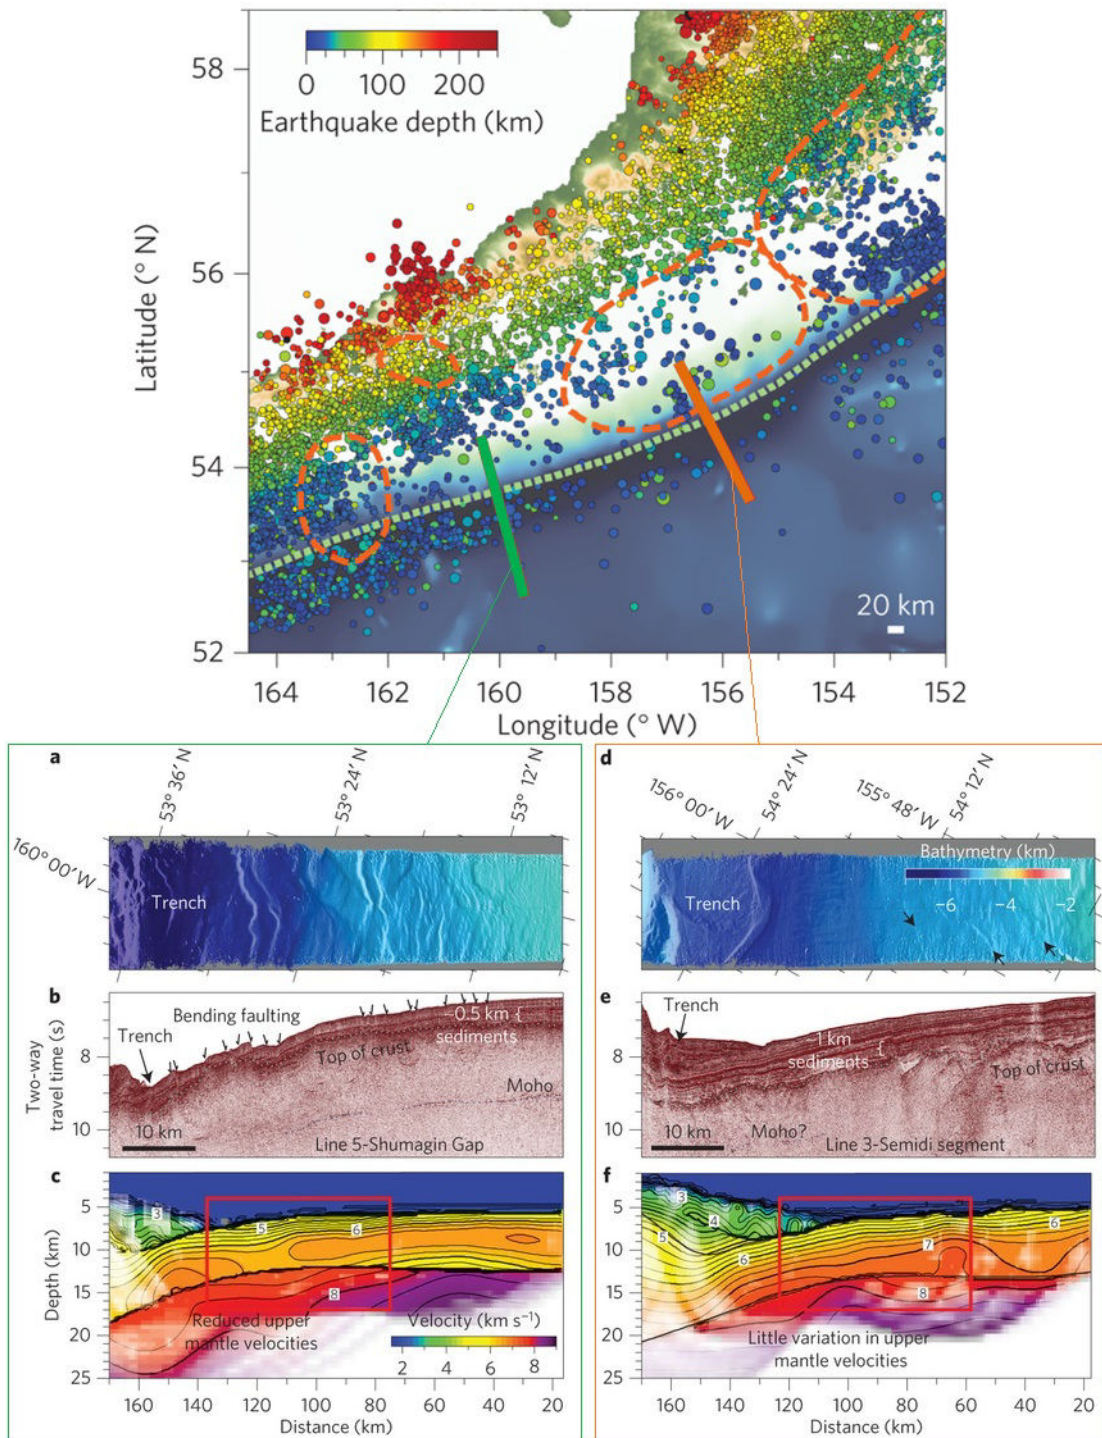 58
56
54
52
Latitude (° N)
0 100 200
Earthquake depth (km)
20 km
164 162 160 158 156 154 152
Longitude (° W)
a
53° 36′ N
53° 24′ N
53° 12′ N
160° 00′ W
Trench
b
Two-way
travel time (s)
8
10
Trench
Bending faulting
~0.5 km {
sediments
Top of crust
Moho
10 km
Line 5-Shumagin Gap
c
Depth (km)
5
10
15
20
25
3
5
6
8
Reduced upper
mantle velocities
Velocity (km s⁻¹)
2 4 6 8
160 140 120 100 80 60 40 20
Distance (km)
d
156° 00′ W
54° 24′ N
155° 48′ W
54° 12′ N
Bathymetry (km)
−6 −4 −2
Trench
e
8
10
Trench
~1 km
sediments {
Top of crust
10 km
Moho?
Line 3-Semidi segment
f
5
10
15
20
25
3
4
5
6
7
6
8
Little variation in upper
mantle velocities
160 140 120 100 80 60 40 20
Distance (km)